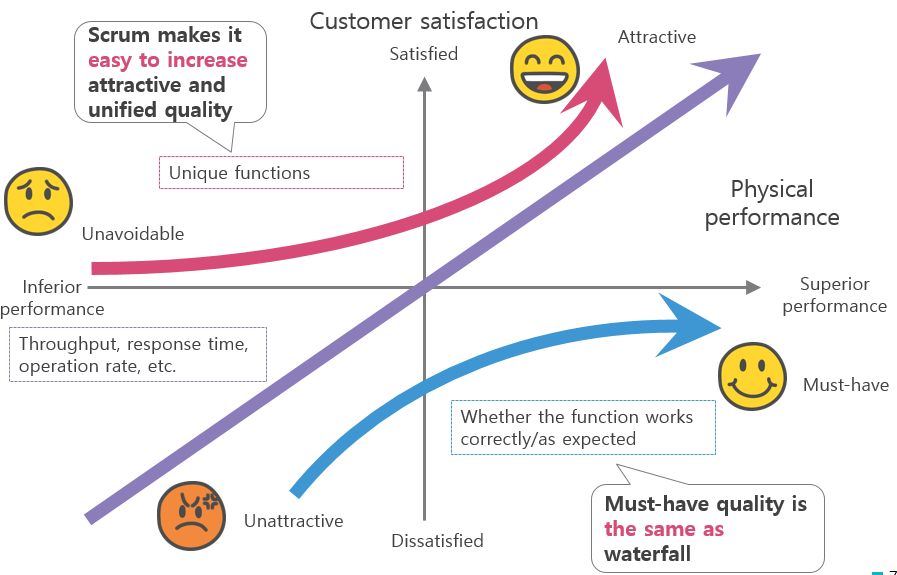 Customer satisfaction
Scrum makes it
easy to increase
attractive and
unified quality
Satisfied
Attractive
Unique functions
Physical
performance
Unavoidable
Inferior
performance
Superior
performance
Throughput, response time,
operation rate, etc.
Must-have
Whether the function works
correctly/as expected
Unattractive
Dissatisfied
Must-have quality is
the same as
waterfall